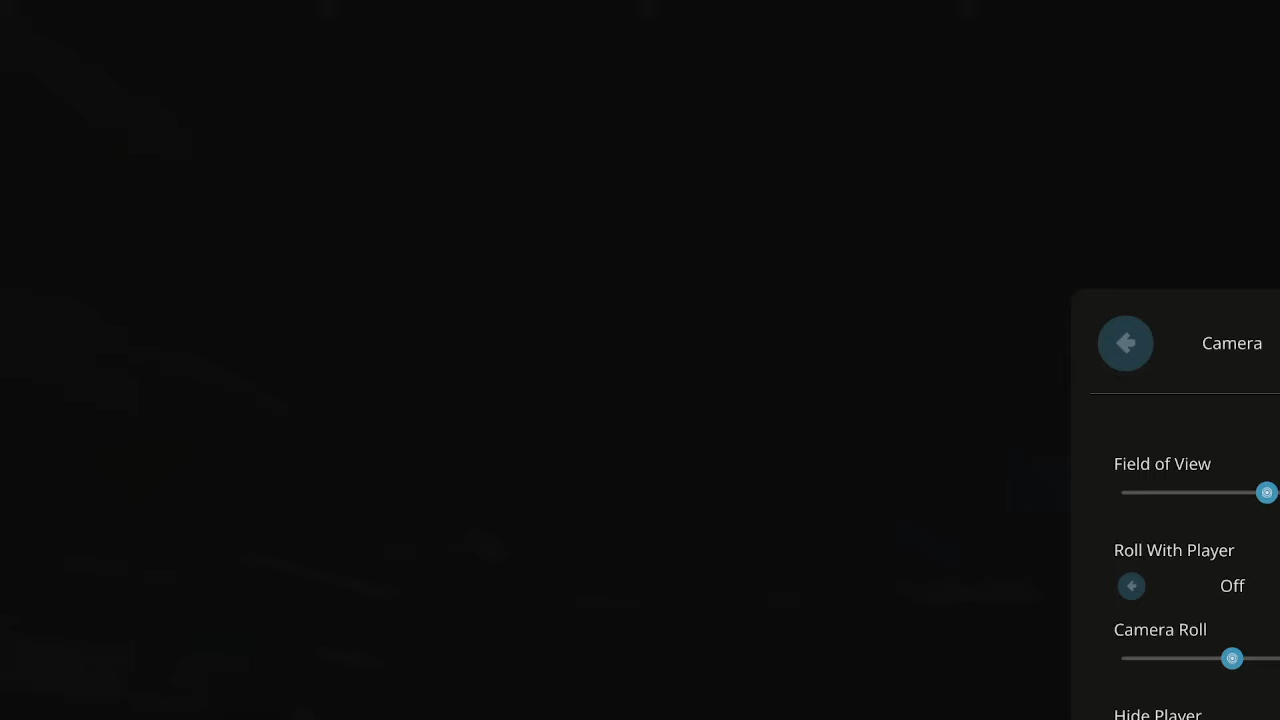 Camera
Field of View
Roll With Player
Off
Camera Roll
Hide Player